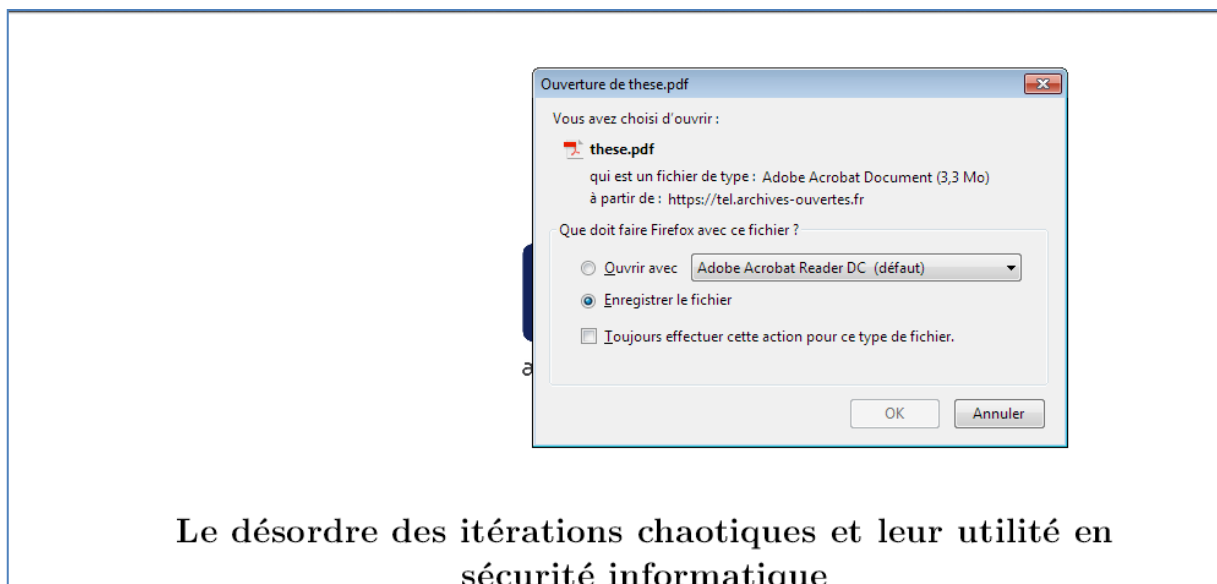 Ouverture de these.pdf
Vous avez choisi d'ouvrir :
these.pdf
qui est un fichier de type : Adobe Acrobat Document (3,3 Mo)
à partir de : https://tel.archives-ouvertes.fr
Que doit faire Firefox avec ce fichier ?
Ouvrir avec Adobe Acrobat Reader DC (défaut)
Enregistrer le fichier
Toujours effectuer cette action pour ce type de fichier.
a
OK Annuler
Le désordre des itérations chaotiques et leur utilité en
sécurité informatique